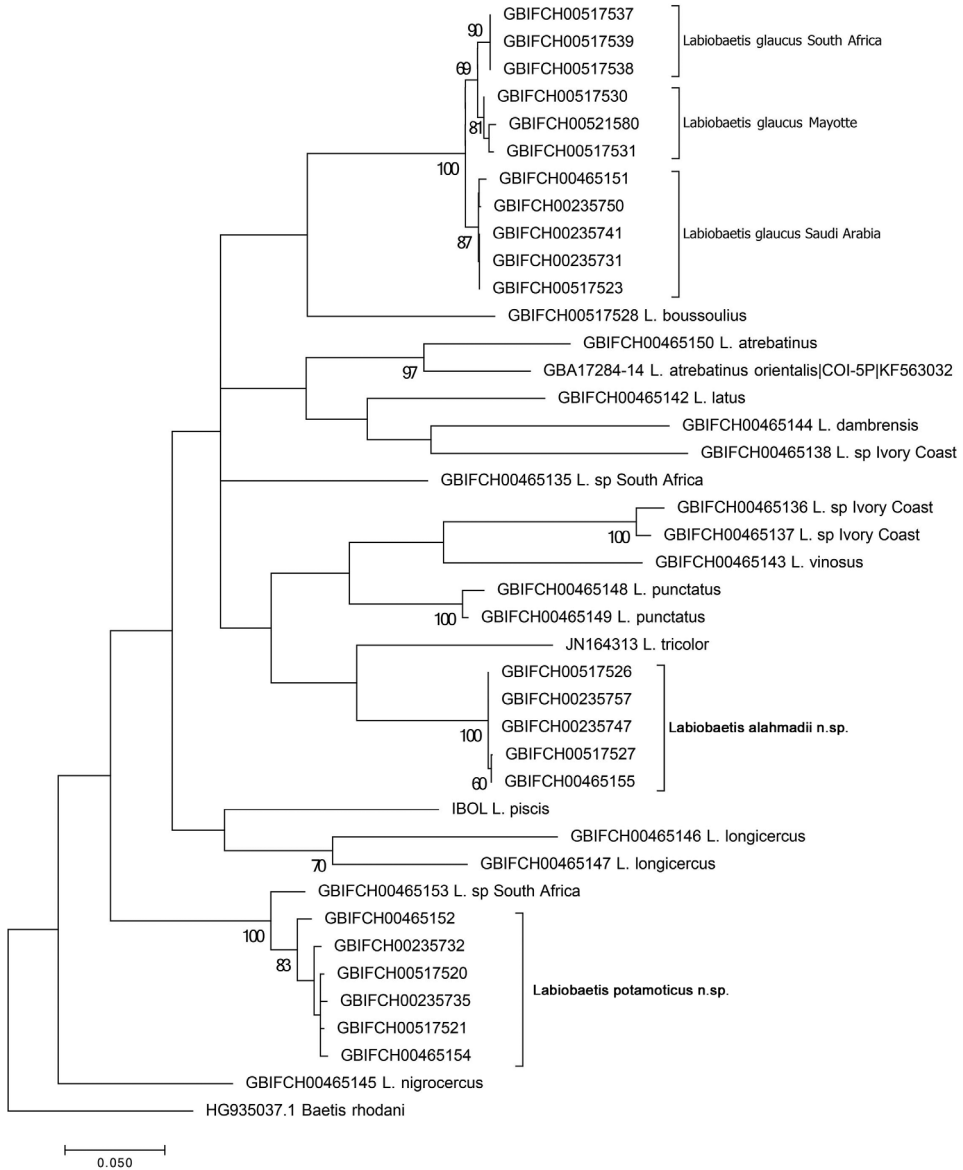 GBIFCH00517537
90
GBIFCH00517539
Labiobaetis glaucus South Africa
69
GBIFCH00517538
GBIFCH00517530
81
GBIFCH00521580
Labiobaetis glaucus Mayotte
GBIFCH00517531
100
GBIFCH00465151
GBIFCH00235750
87
GBIFCH00235741
Labiobaetis glaucus Saudi Arabia
GBIFCH00235731
GBIFCH00517523
GBIFCH00517528 L. boussoulius
GBIFCH00465150 L. atrebatinus
97
GBA17284-14 L. atrebatinus orientalis|COI-5P|KF563032
GBIFCH00465142 L. latus
GBIFCH00465144 L. dambrensis
GBIFCH00465138 L. sp Ivory Coast
GBIFCH00465135 L. sp South Africa
GBIFCH00465136 L. sp Ivory Coast
100
GBIFCH00465137 L. sp Ivory Coast
GBIFCH00465143 L. vinosus
GBIFCH00465148 L. punctatus
100
GBIFCH00465149 L. punctatus
JN164313 L. tricolor
GBIFCH00517526
GBIFCH00235757
100
GBIFCH00235747
Labiobaetis alahmadii n.sp.
GBIFCH00517527
60
GBIFCH00465155
IBOL L. piscis
GBIFCH00465146 L. longicercus
70
GBIFCH00465147 L. longicercus
GBIFCH00465153 L. sp South Africa
100
GBIFCH00465152
83
GBIFCH00235732
GBIFCH00517520
Labiobaetis potamoticus n.sp.
GBIFCH00235735
GBIFCH00517521
GBIFCH00465154
GBIFCH00465145 L. nigrocercus
HG935037.1 Baetis rhodani
0.050